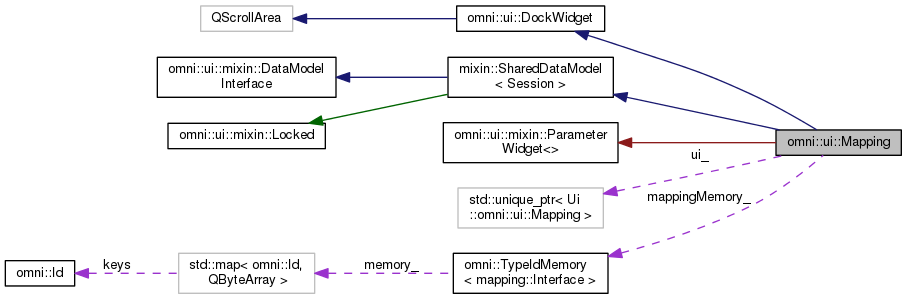 QScrollArea
omni::ui::DockWidget
omni::ui::mixin::DataModel
Interface
mixin::SharedDataModel
< Session >
omni::ui::mixin::Locked
omni::ui::mixin::Parameter
Widget<>
omni::ui::Mapping
ui_
std::unique_ptr< Ui
::omni::ui::Mapping >
mappingMemory_
omni::Id
keys
std::map< omni::Id,
QByteArray >
memory_
omni::TypeIdMemory
< mapping::Interface >